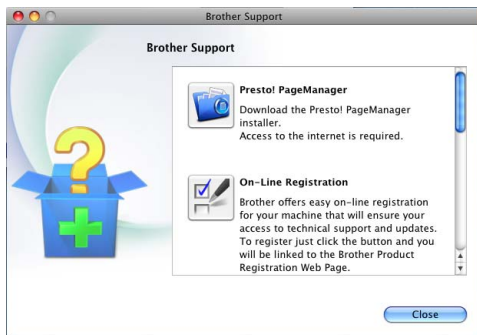 Brother Support
Brother Support
Presto! PageManager
Download the Presto! PageManager
installer.
Access to the internet is required.
On-Line Registration
Brother offers easy on-line registration
for your machine that will ensure your
access to technical support and updates.
To register just click the button and you
will be linked to the Brother Product
Registration Web Page.
Close